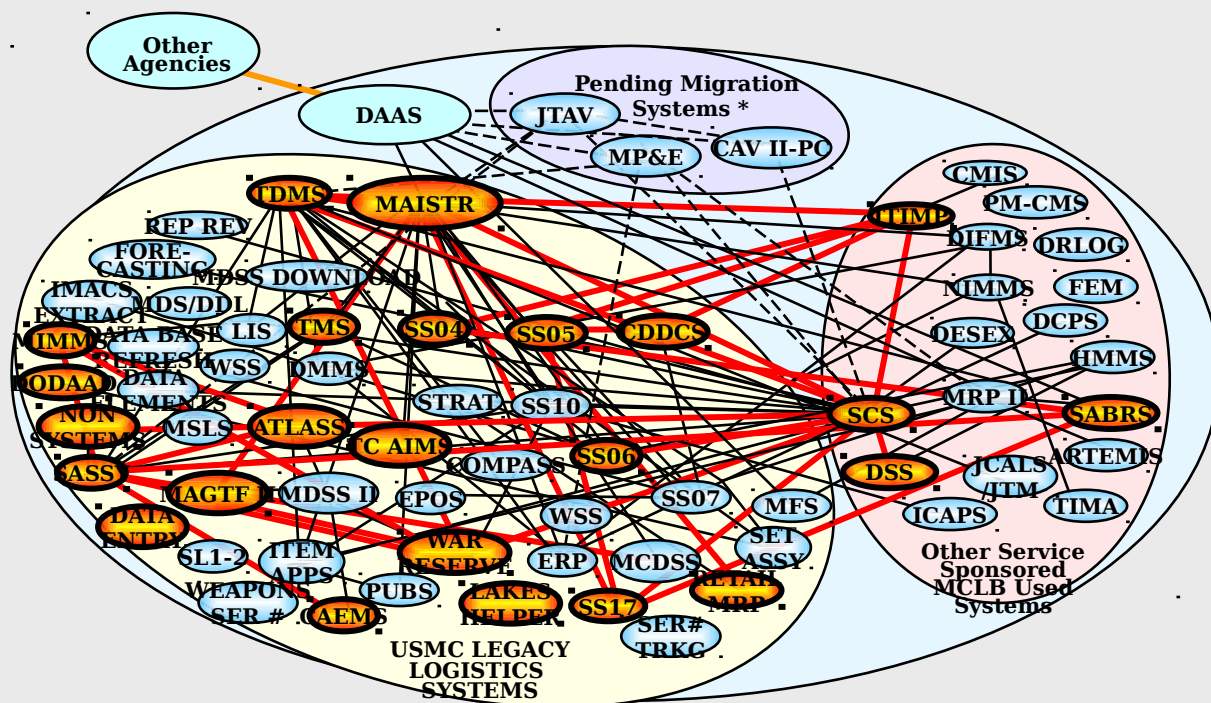 Other
Agencies
DAAS
Pending Migration
Systems *
JTAV
MP&E
CAV II-PC
TDMS
MAISTR
ITIMP
CMIS
PM-CMS
DIFMS
DRLOG
REP REV
FORE-
CASTING
MDSS DOWNLOAD
IMACS
EXTRACT
MDS/DDL
NIMMS
FEM
LIS
TMS
SS04
SS05
CDDCS
DESEX
DCPS
MIMMS
DATA BASE
REFRESH
WSS
DMMS
HMMS
DODAAD
DATA
ELEMENTS
STRAT
SS10
MRP II
NON
SYSTEMS
MSLS
ATLASS
TC AIMS
SCS
SABRS
SASSY
COMPASS
SS06
DSS
JCALS
/JTM
ARTEMIS
MAGTF II
MDSS II
EPOS
WSS
SS07
MFS
ICAPS
TIMA
DATA
ENTRY
SL1-2
ITEM
APPS
WAR
RESERVE
ERP
MCDSS
SET
ASSY
Other Service
Sponsored
MCLB Used
Systems
WEAPONS
SER #
CAEMS
PUBS
LAKES
HELPER
SS17
RETAIL
MRP
SER#
TRKG
USMC LEGACY
LOGISTICS
SYSTEMS